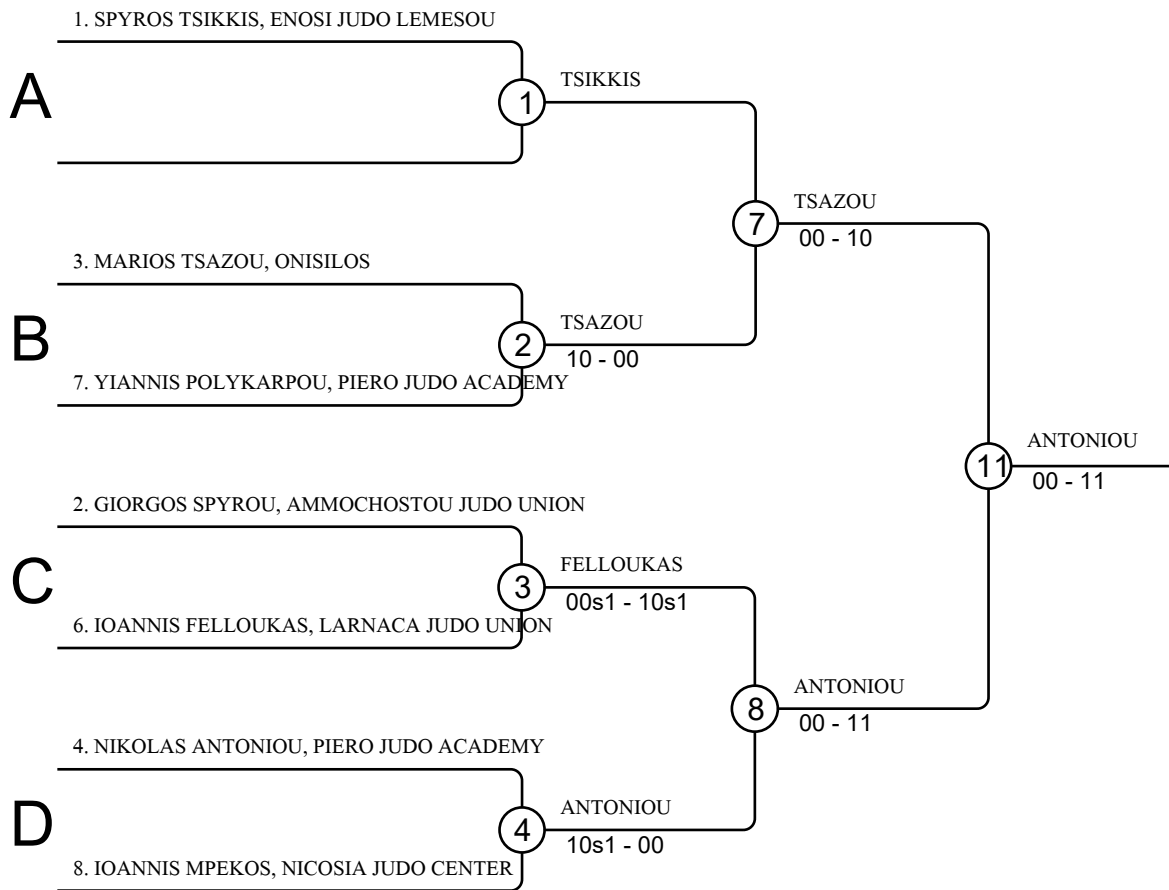 1. SPYROS TSIKKIS, ENOSI JUDO LEMESOU
A
1
TSIKKIS
7
TSAZOU
00 - 10
3. MARIOS TSAZOU, ONISILOS
B
2
TSAZOU
10 - 00
7. YIANNIS POLYKARPOU, PIERO JUDO ACADEMY
11
ANTONIOU
00 - 11
2. GIORGOS SPYROU, AMMOCHOSTOU JUDO UNION
C
3
FELLOUKAS
00s1 - 10s1
6. IOANNIS FELLOUKAS, LARNACA JUDO UNION
8
ANTONIOU
00 - 11
4. NIKOLAS ANTONIOU, PIERO JUDO ACADEMY
D
4
ANTONIOU
10s1 - 00
8. IOANNIS MPEKOS, NICOSIA JUDO CENTER